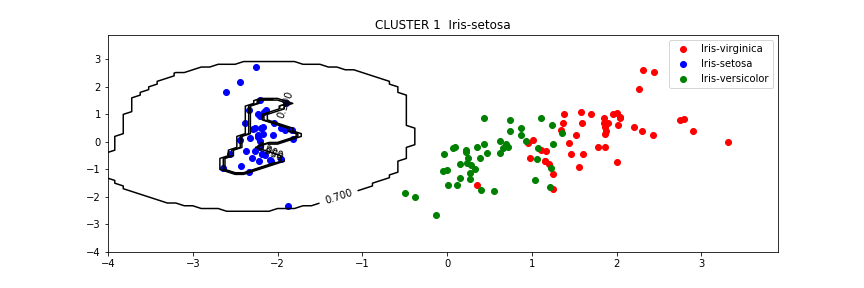 CLUSTER 1 Iris-setosa
Iris-virginica
Iris-setosa
Iris-versicolor
3
2
1
0
−1
−2
−3
−4
0.700
−4 −3 −2 −1 0 1 2 3